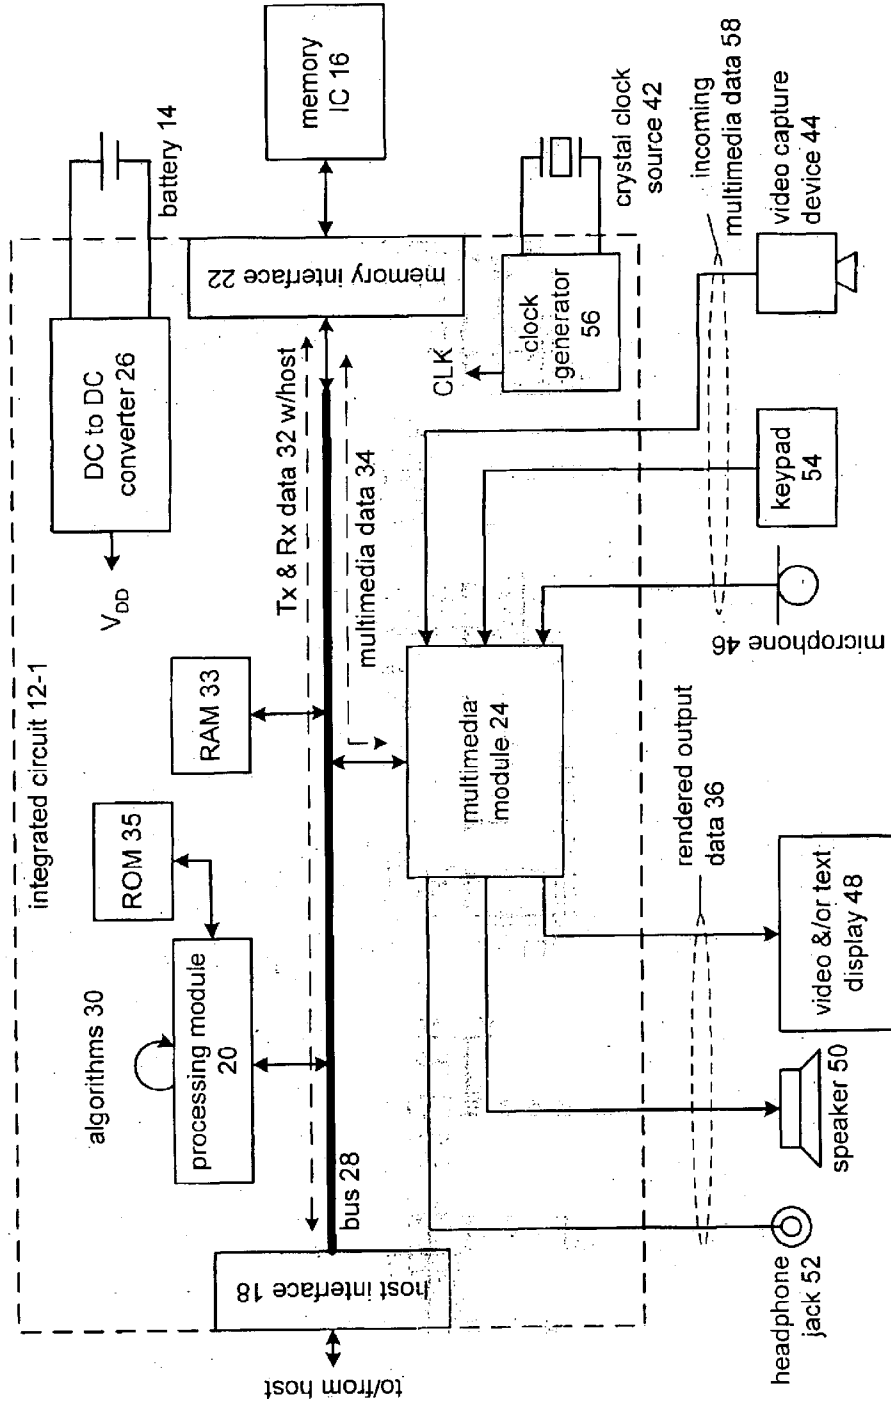 integrated circuit 12-1
DC to DC
converter 26
battery 14
V_DD
memory
IC 16
memory interface 22
RAM 33
ROM 35
algorithms 30
processing module
20
Tx & Rx data 32 w/host
multimedia data 34
bus 28
host interface 18
to/from host
CLK
clock
generator
56
crystal clock
source 42
multimedia
module 24
incoming
multimedia data 58
rendered output
data 36
headphone
jack 52
speaker 50
video &/or text
display 48
microphone 46
keypad
54
video capture
device 44